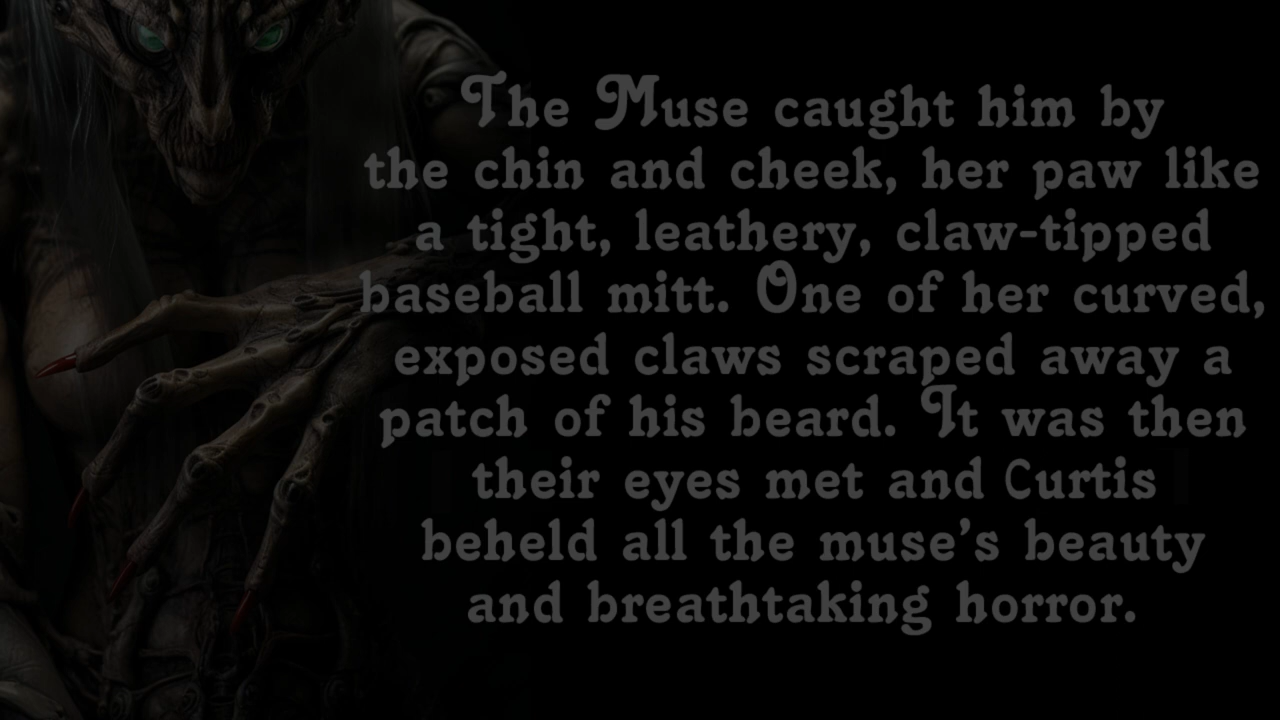 The Muse caught him by
the chin and cheek, her paw like
a tight, leathery, claw-tipped
baseball mitt. One of her curved,
exposed claws scraped away a
patch of his beard. It was then
their eyes met and Curtis
beheld all the muse’s beauty
and breathtaking horror.